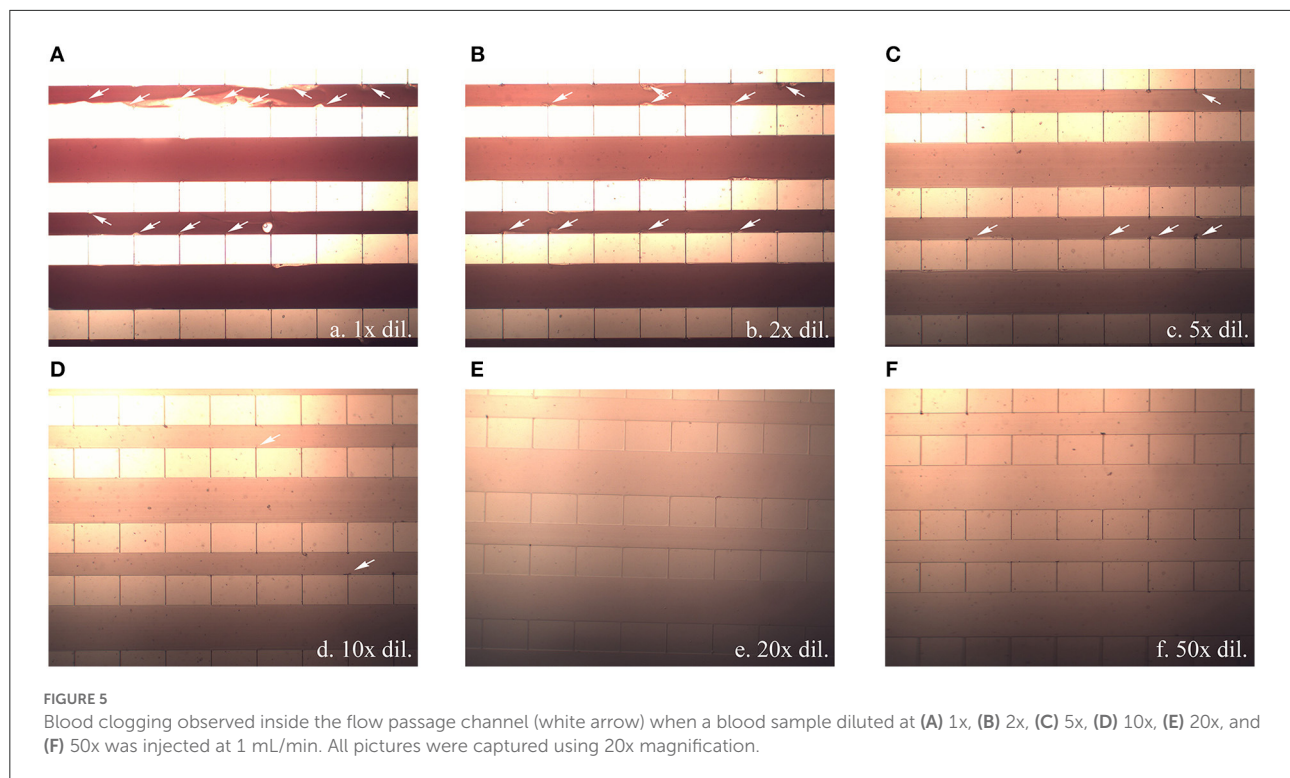 A
B
C
a. 1x dil.
b. 2x dil.
c. 5x dil.
D
E
F
d. 10x dil.
e. 20x dil.
f. 50x dil.
FIGURE 5
Blood clogging observed inside the flow passage channel (white arrow) when a blood sample diluted at (A) 1x, (B) 2x, (C) 5x, (D) 10x, (E) 20x, and
(F) 50x was injected at 1 mL/min. All pictures were captured using 20x magnification.